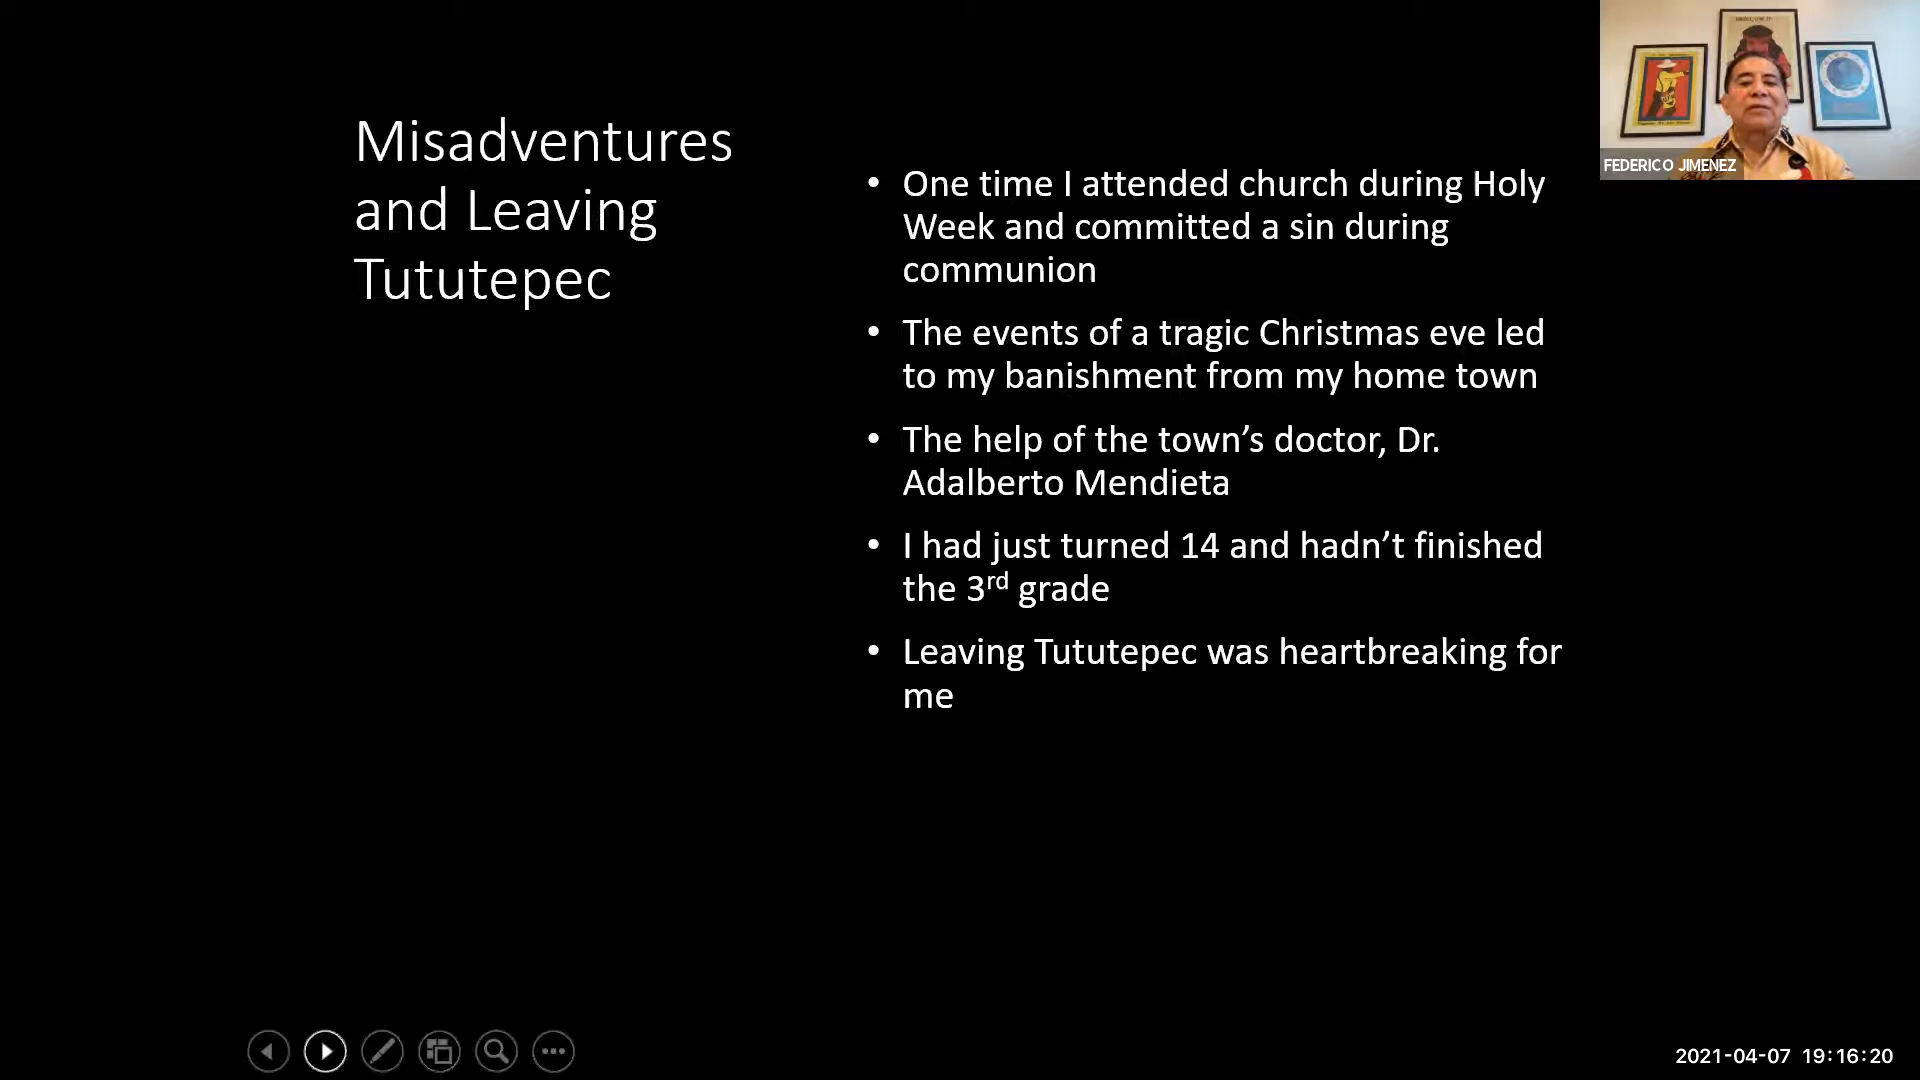 Misadventures
and Leaving
Tututepec
• One time I attended church during Holy
Week and committed a sin during
communion
• The events of a tragic Christmas eve led
to my banishment from my home town
• The help of the town’s doctor, Dr.
Adalberto Mendieta
• I had just turned 14 and hadn’t finished
the 3rd grade
• Leaving Tututepec was heartbreaking for
me
FEDERICO JIMENEZ
2021-04-07 19:16:20